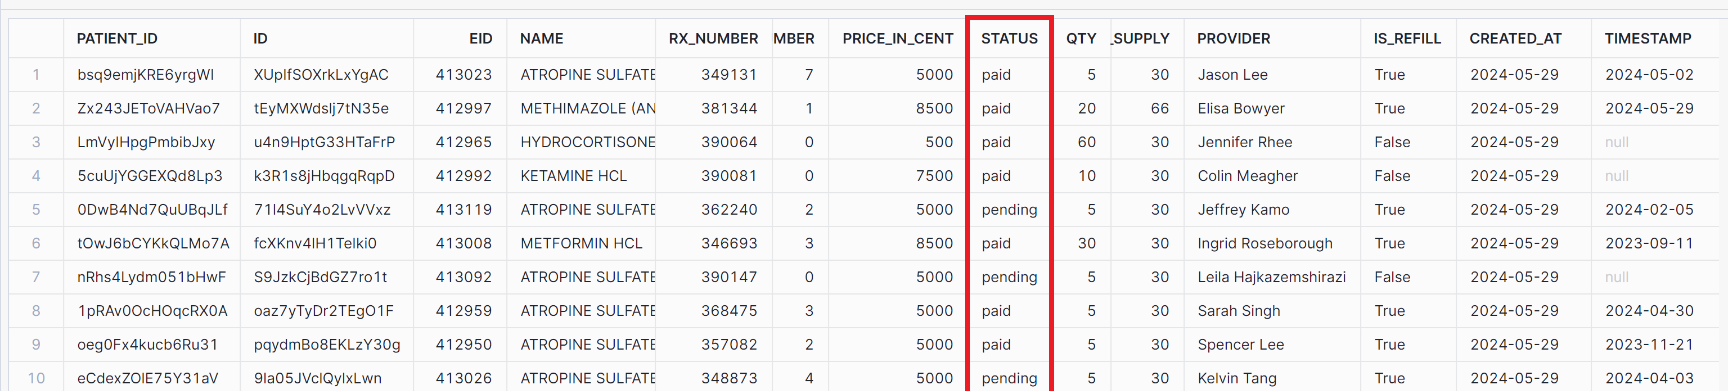 PATIENT_ID ID EID NAME RX_NUMBER MBER PRICE_IN_CENT STATUS QTY _SUPPLY PROVIDER IS_REFILL CREATED_AT TIMESTAMP
1 bsq9emjKRE6yrgWI XUpIfSOXrkLxYgAC 413023 ATROPINE SULFATE 349131 7 5000 paid 5 30 Jason Lee True 2024-05-29 2024-05-02
2 Zx243JEToVAHVao7 tEyMXWdslj7tN35e 412997 METHIMAZOLE (AN 381344 1 8500 paid 20 66 Elisa Bowyer True 2024-05-29 2024-05-29
3 LmVylHpgPmbibJxy u4n9HptG33HTaFrP 412965 HYDROCORTISONE 390064 0 500 paid 60 30 Jennifer Rhee False 2024-05-29 null
4 5cuUjYGGEXQd8Lp3 k3R1s8jHbqgqRqpD 412992 KETAMINE HCL 390081 0 7500 paid 10 30 Colin Meagher False 2024-05-29 null
5 0DwB4Nd7QuUBqJLf 71I4SuY4o2LvVVxz 413119 ATROPINE SULFATE 362240 2 5000 pending 5 30 Jeffrey Kamo True 2024-05-29 2024-02-05
6 tOwJ6bCYKkQLMo7A fcXKnv4IH1Telki0 413008 METFORMIN HCL 346693 3 8500 paid 30 30 Ingrid Roseborough True 2024-05-29 2023-09-11
7 nRhs4Lydm051bHwF S9JzkCjBdGZ7ro1t 413092 ATROPINE SULFATE 390147 0 5000 pending 5 30 Leila Hajkazemshirazi False 2024-05-29 null
8 1pRAv0OcHOqcRX0A oaz7yTyDr2TEgO1F 412959 ATROPINE SULFATE 368475 3 5000 paid 5 30 Sarah Singh True 2024-05-29 2024-04-30
9 oeg0Fx4kucb6Ru31 pqydmBo8EKLzY30g 412950 ATROPINE SULFATE 357082 2 5000 paid 5 30 Spencer Lee True 2024-05-29 2023-11-21
10 eCdexZOIE75Y31aV 9la05JVclQylxLwn 413026 ATROPINE SULFATE 348873 4 5000 pending 5 30 Kelvin Tang True 2024-05-29 2024-04-03